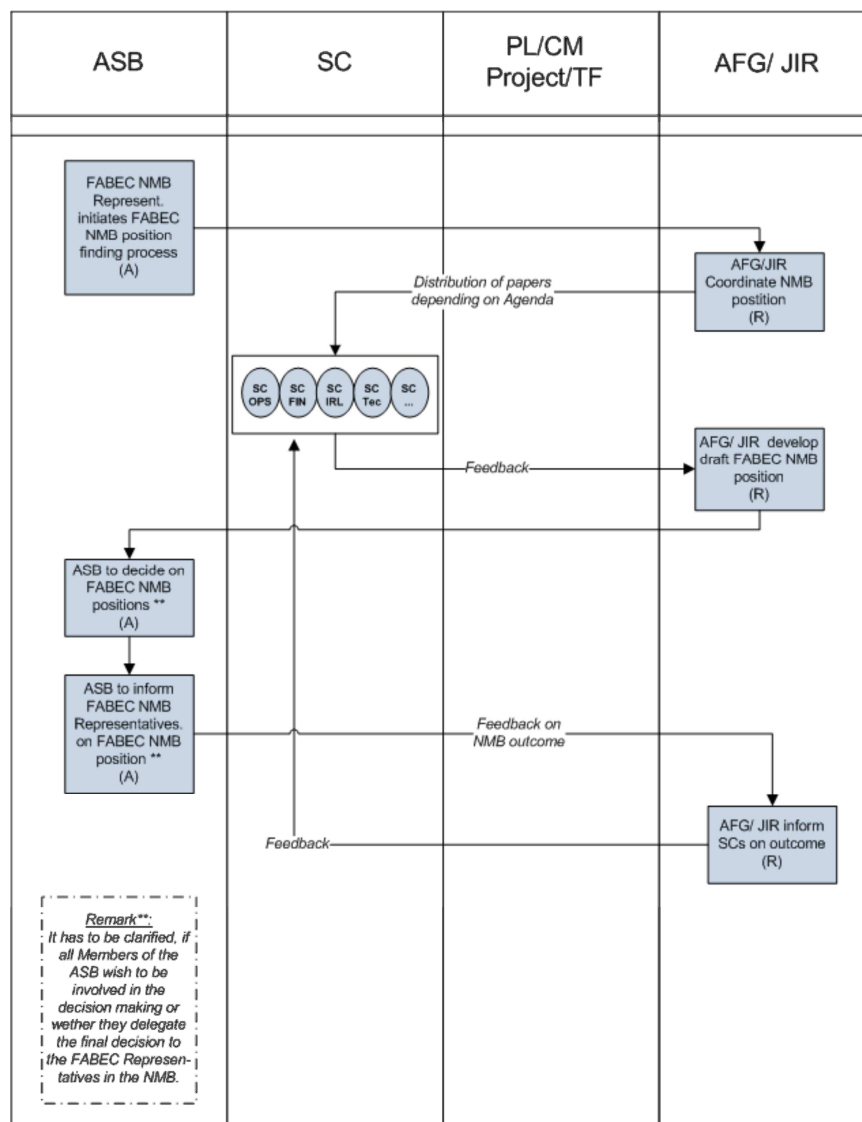 ASB
SC
PL/CM
Project/TF
AFG/ JIR
FABEC NMB
Represent.
initiates FABEC
NMB position
finding process
(A)
AFG/JIR
Coordinate NMB
postition
(R)
Distribution of papers
depending on Agenda
SC
OPS
SC
FIN
SC
IRL
SC
Tec
SC
...
Feedback
AFG/ JIR develop
draft FABEC NMB
position
(R)
ASB to decide on
FABEC NMB
positions **
(A)
ASB to inform
FABEC NMB
Representatives.
on FABEC NMB
position **
(A)
Feedback on
NMB outcome
AFG/ JIR inform
SCs on outcome
(R)
Feedback
Remark**:
It has to be clarified, if
all Members of the
ASB wish to be
involved in the
decision making or
wether they delegate
the final decision to
the FABEC Represen-
tatives in the NMB.